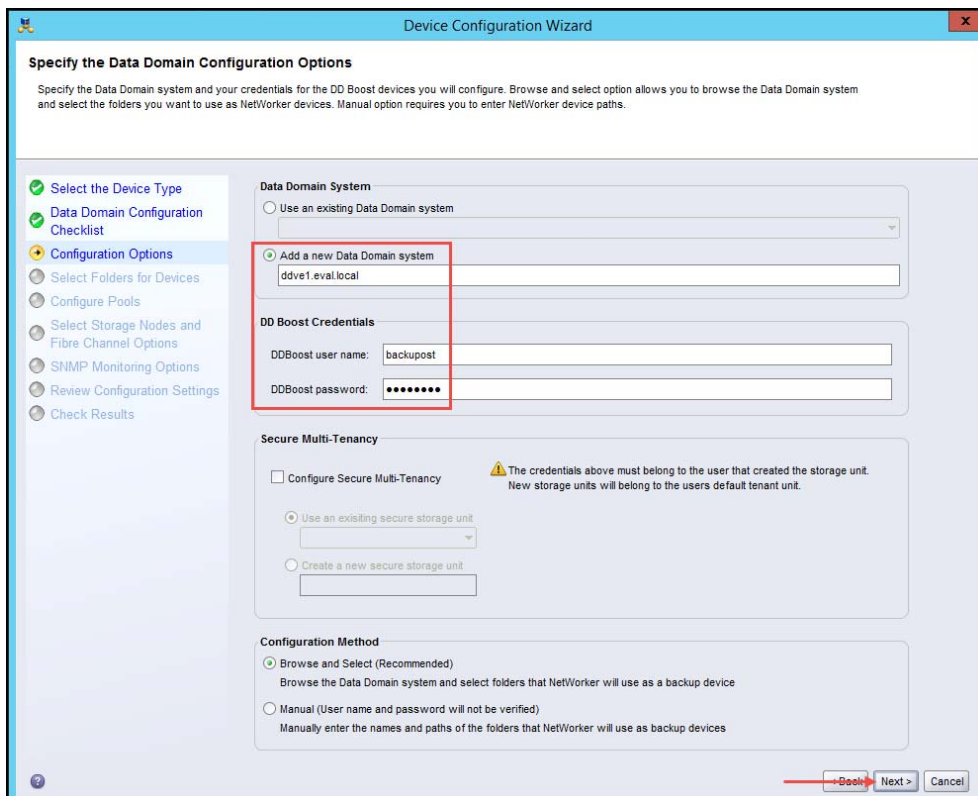 Device Configuration Wizard
x
Specify the Data Domain Configuration Options
Specify the Data Domain system and your credentials for the DD Boost devices you will configure. Browse and select option allows you to browse the Data Domain system
and select the folders you want to use as NetWorker devices. Manual option requires you to enter NetWorker device paths.
Select the Device Type
Data Domain Configuration
Checklist
Configuration Options
Select Folders for Devices
Configure Pools
Select Storage Nodes and
Fibre Channel Options
SNMP Monitoring Options
Review Configuration Settings
Check Results
Data Domain System
Use an existing Data Domain system
Add a new Data Domain system
ddve1.eval.local
DD Boost Credentials
DDBoost user name: backupost
DDBoost password: ●●●●●●●●
Secure Multi-Tenancy
Configure Secure Multi-Tenancy
The credentials above must belong to the user that created the storage unit.
New storage units will belong to the users default tenant unit.
Use an exisiting secure storage unit
Create a new secure storage unit
Configuration Method
Browse and Select (Recommended)
Browse the Data Domain system and select folders that NetWorker will use as a backup device
Manual (User name and password will not be verified)
Manually enter the names and paths of the folders that NetWorker will use as backup devices
?
< Back Next > Cancel